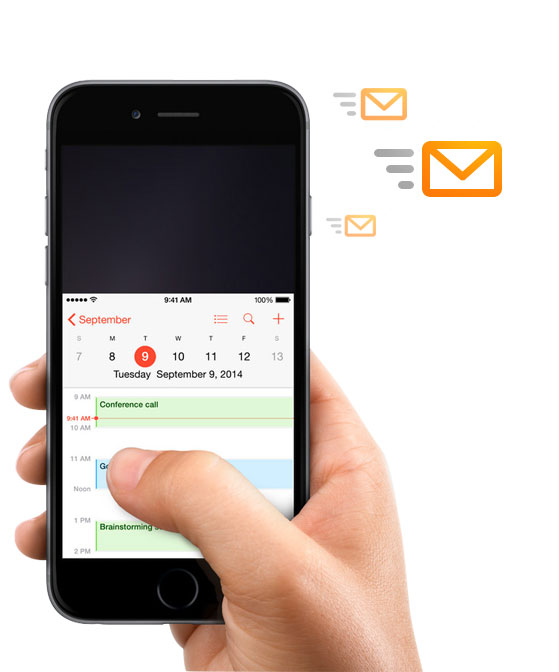 9:41 AM 100%
September
S M T W T F S
7 8 9 10 11 12 13
Tuesday September 9, 2014
9 AM
Conference call
9:41 AM
10 AM
11 AM
Noon
1 PM
Brainstorming
2 PM